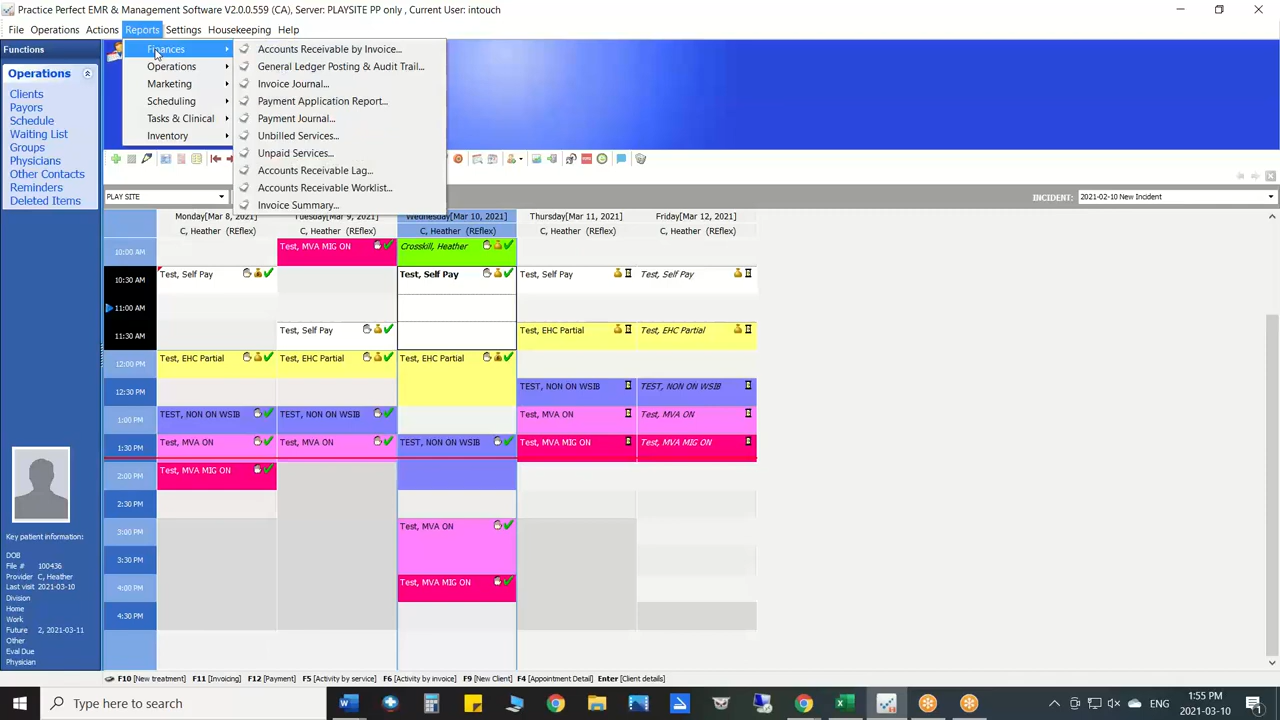 Practice Perfect EMR & Management Software V2.0.0.559 (CA), Server: PLAYSITE PP only , Current User: intouch
File Operations Actions Reports Settings Housekeeping Help
Functions
Operations
Clients
Payors
Schedule
Waiting List
Groups
Physicians
Other Contacts
Reminders
Deleted Items
Finances
Operations
Marketing
Scheduling
Tasks & Clinical
Inventory
Accounts Receivable by Invoice...
General Ledger Posting & Audit Trail...
Invoice Journal...
Payment Application Report...
Payment Journal...
Unbilled Services...
Unpaid Services...
Accounts Receivable Lag...
Accounts Receivable Worklist...
Invoice Summary...
PLAY SITE INCIDENT: 2021-02-10 New Incident
Monday[Mar 8, 2021] Tuesday[Mar 9, 2021] Wednesday[Mar 10, 2021] Thursday[Mar 11, 2021] Friday[Mar 12, 2021]
C, Heather (REflex) C, Heather (REflex) C, Heather (REflex) C, Heather (REflex) C, Heather (REflex)
10:00 AM Test, MVA MIG ON Crosskill, Heather
10:30 AM Test, Self Pay Test, Self Pay Test, Self Pay Test, Self Pay
11:00 AM
11:30 AM Test, Self Pay Test, EHC Partial Test, EHC Partial
12:00 PM Test, EHC Partial Test, EHC Partial Test, EHC Partial
12:30 PM TEST, NON ON WSIB TEST, NON ON WSIB
1:00 PM TEST, NON ON WSIB TEST, NON ON WSIB Test, MVA ON Test, MVA ON
1:30 PM Test, MVA ON Test, MVA ON TEST, NON ON WSIB Test, MVA MIG ON Test, MVA MIG ON
2:00 PM Test, MVA MIG ON
2:30 PM
3:00 PM Test, MVA ON
3:30 PM
4:00 PM Test, MVA MIG ON
4:30 PM
Key patient information:
DOB
File # 100436
Provider C, Heather
Last visit 2021-03-10
Division
Home
Work
Future 2, 2021-03-11
Other
Eval Due
Physician
F10 [New treatment] F11 [Invoicing] F12 [Payment] F5 [Activity by service] F6 [Activity by invoice] F9 [New Client] F4 [Appointment Detail] Enter [Client details]
Type here to search
ENG
1:55 PM
2021-03-10